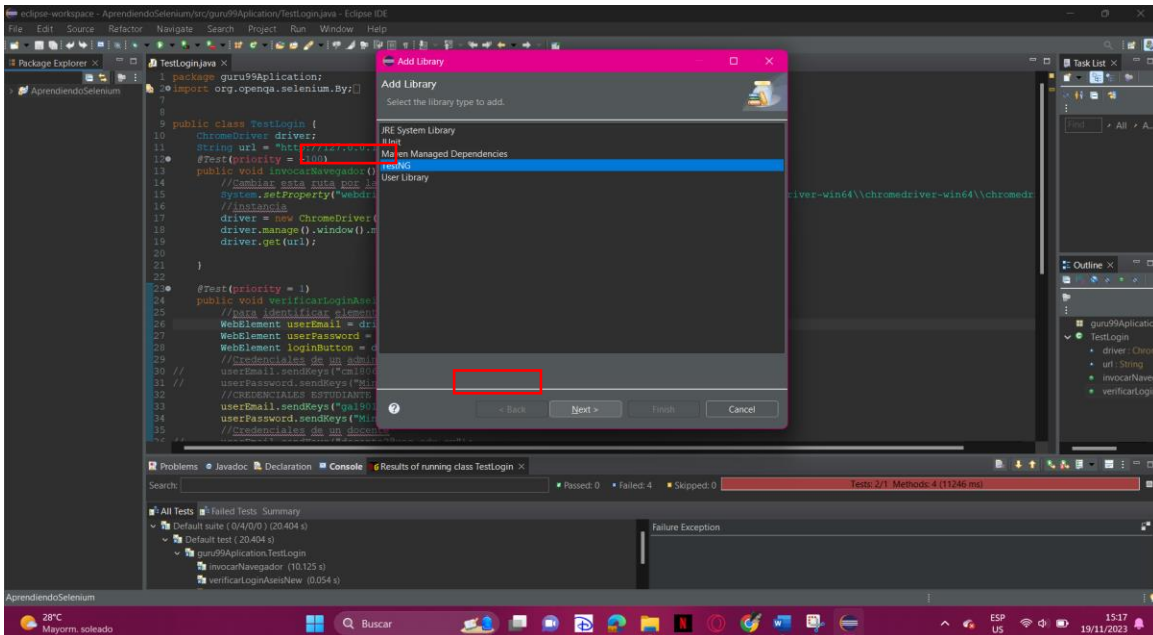 eclipse-workspace - AprendiendoSelenium/src/guru99Aplication/TestLogin.java - Eclipse IDE
File Edit Source Refactor Navigate Search Project Run Window Help
Package Explorer
AprendiendoSelenium
TestLogin.java
1 package guru99Aplication;
2 import org.openqa.selenium.By;
7
8
9 public class TestLogin {
10 ChromeDriver driver;
11 String url = "http://127.0.0.
12 @Test(priority = -100)
13 public void invocarNavegador()
14 //Cambiar esta ruta por la
15 System.setProperty("webdri
river-win64\\chromedriver-win64\\chromedr
16 //instancia
17 driver = new ChromeDriver(
18 driver.manage().window().m
19 driver.get(url);
20
21 }
22
23 @Test(priority = 1)
24 public void verificarLoginAsei
25 //para identificar element
26 WebElement userEmail = dri
27 WebElement userPassword =
28 WebElement loginButton = d
29 //Credenciales de un admin
30 // userEmail.sendKeys("cm180
31 // userPassword.sendKeys("Min
32 //CREDENCIALES ESTUDIANTE
33 userEmail.sendKeys("ga1901
34 userPassword.sendKeys("Min
35 //Credenciales de un docente
Add Library
Add Library
Select the library type to add.
JRE System Library
JUnit
Maven Managed Dependencies
TestNG
User Library
< Back
Next >
Finish
Cancel
Task List
Find
All
A...
Outline
guru99Aplicatio
TestLogin
driver : Chro
url : String
invocarNave
verificarLogi
Problems Javadoc Declaration Console Results of running class TestLogin
Search:
Passed: 0 Failed: 4 Skipped: 0
Tests: 2/1 Methods: 4 (11246 ms)
All Tests Failed Tests Summary
Default suite ( 0/4/0/0 ) (20.404 s)
Default test ( 20.404 s)
guru99Aplication.TestLogin
invocarNavegador (10.125 s)
verificarLoginAseisNew (0.054 s)
Failure Exception
AprendiendoSelenium
28°C
Mayorm. soleado
Buscar
ESP
US
15:17
19/11/2023